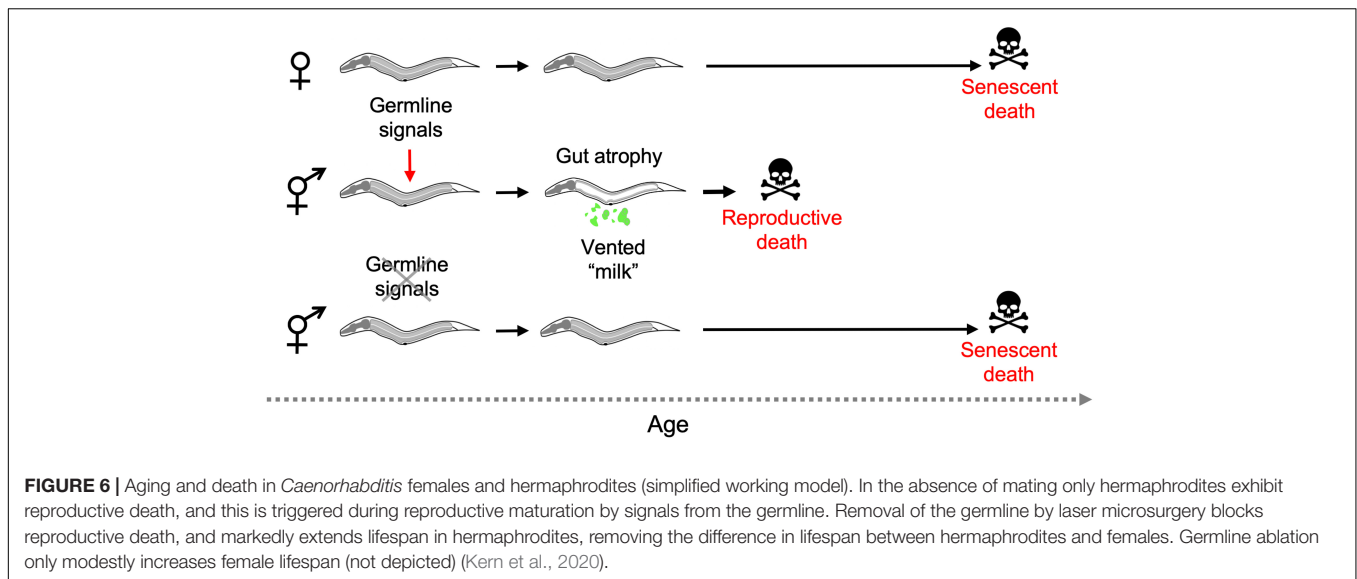 Senescent
death
Germline
signals
Gut atrophy
Reproductive
death
Vented
“milk”
Germline
signals
Senescent
death
Age
FIGURE 6 | Aging and death in Caenorhabditis females and hermaphrodites (simplified working model). In the absence of mating only hermaphrodites exhibit
reproductive death, and this is triggered during reproductive maturation by signals from the germline. Removal of the germline by laser microsurgery blocks
reproductive death, and markedly extends lifespan in hermaphrodites, removing the difference in lifespan between hermaphrodites and females. Germline ablation
only modestly increases female lifespan (not depicted) (Kern et al., 2020).